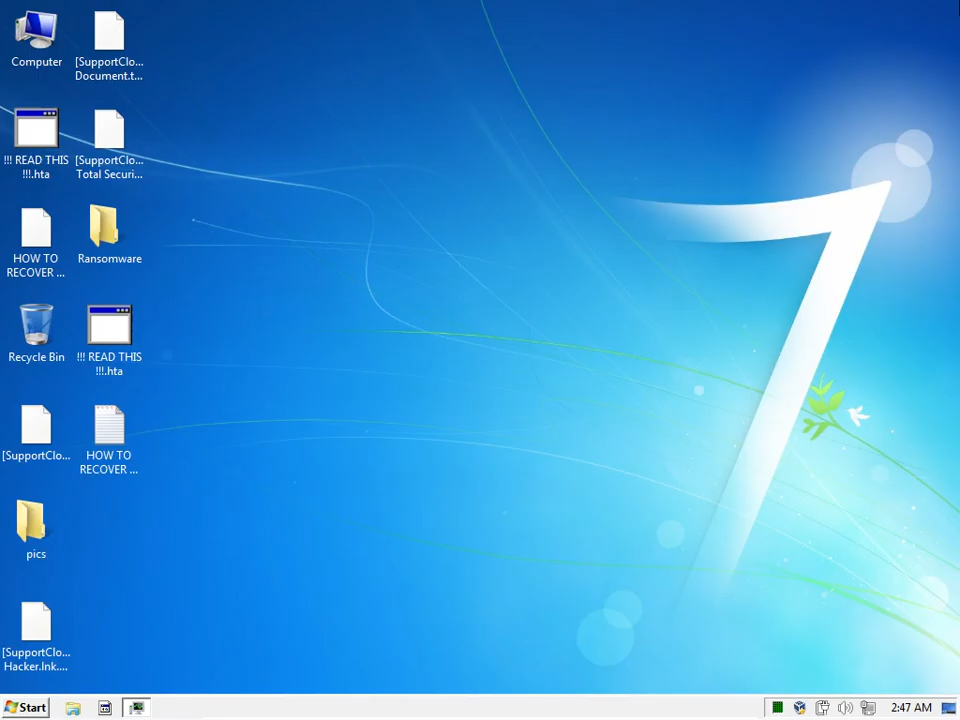 Computer
[SupportClo...
Document.t...
!!! READ THIS
!!!.hta
[SupportClo...
Total Securi...
HOW TO
RECOVER ...
Ransomware
Recycle Bin
!!! READ THIS
!!!.hta
[SupportClo...
HOW TO
RECOVER ...
pics
[SupportClo...
Hacker.lnk....
Start
2:47 AM